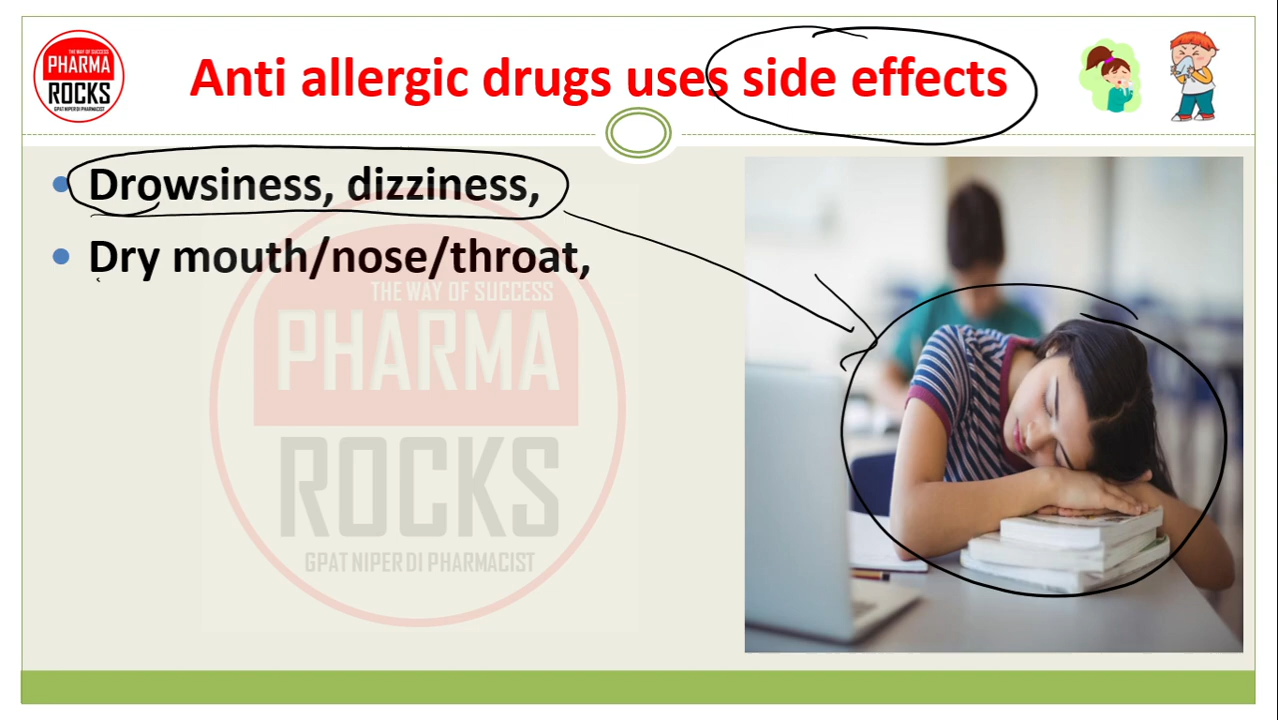 THE WAY OF SUCCESS
PHARMA
ROCKS
GPAT NIPER DI PHARMACIST
Anti allergic drugs uses side effects
Drowsiness, dizziness,
Dry mouth/nose/throat,
THE WAY OF SUCCESS
PHARMA
ROCKS
GPAT NIPER DI PHARMACIST